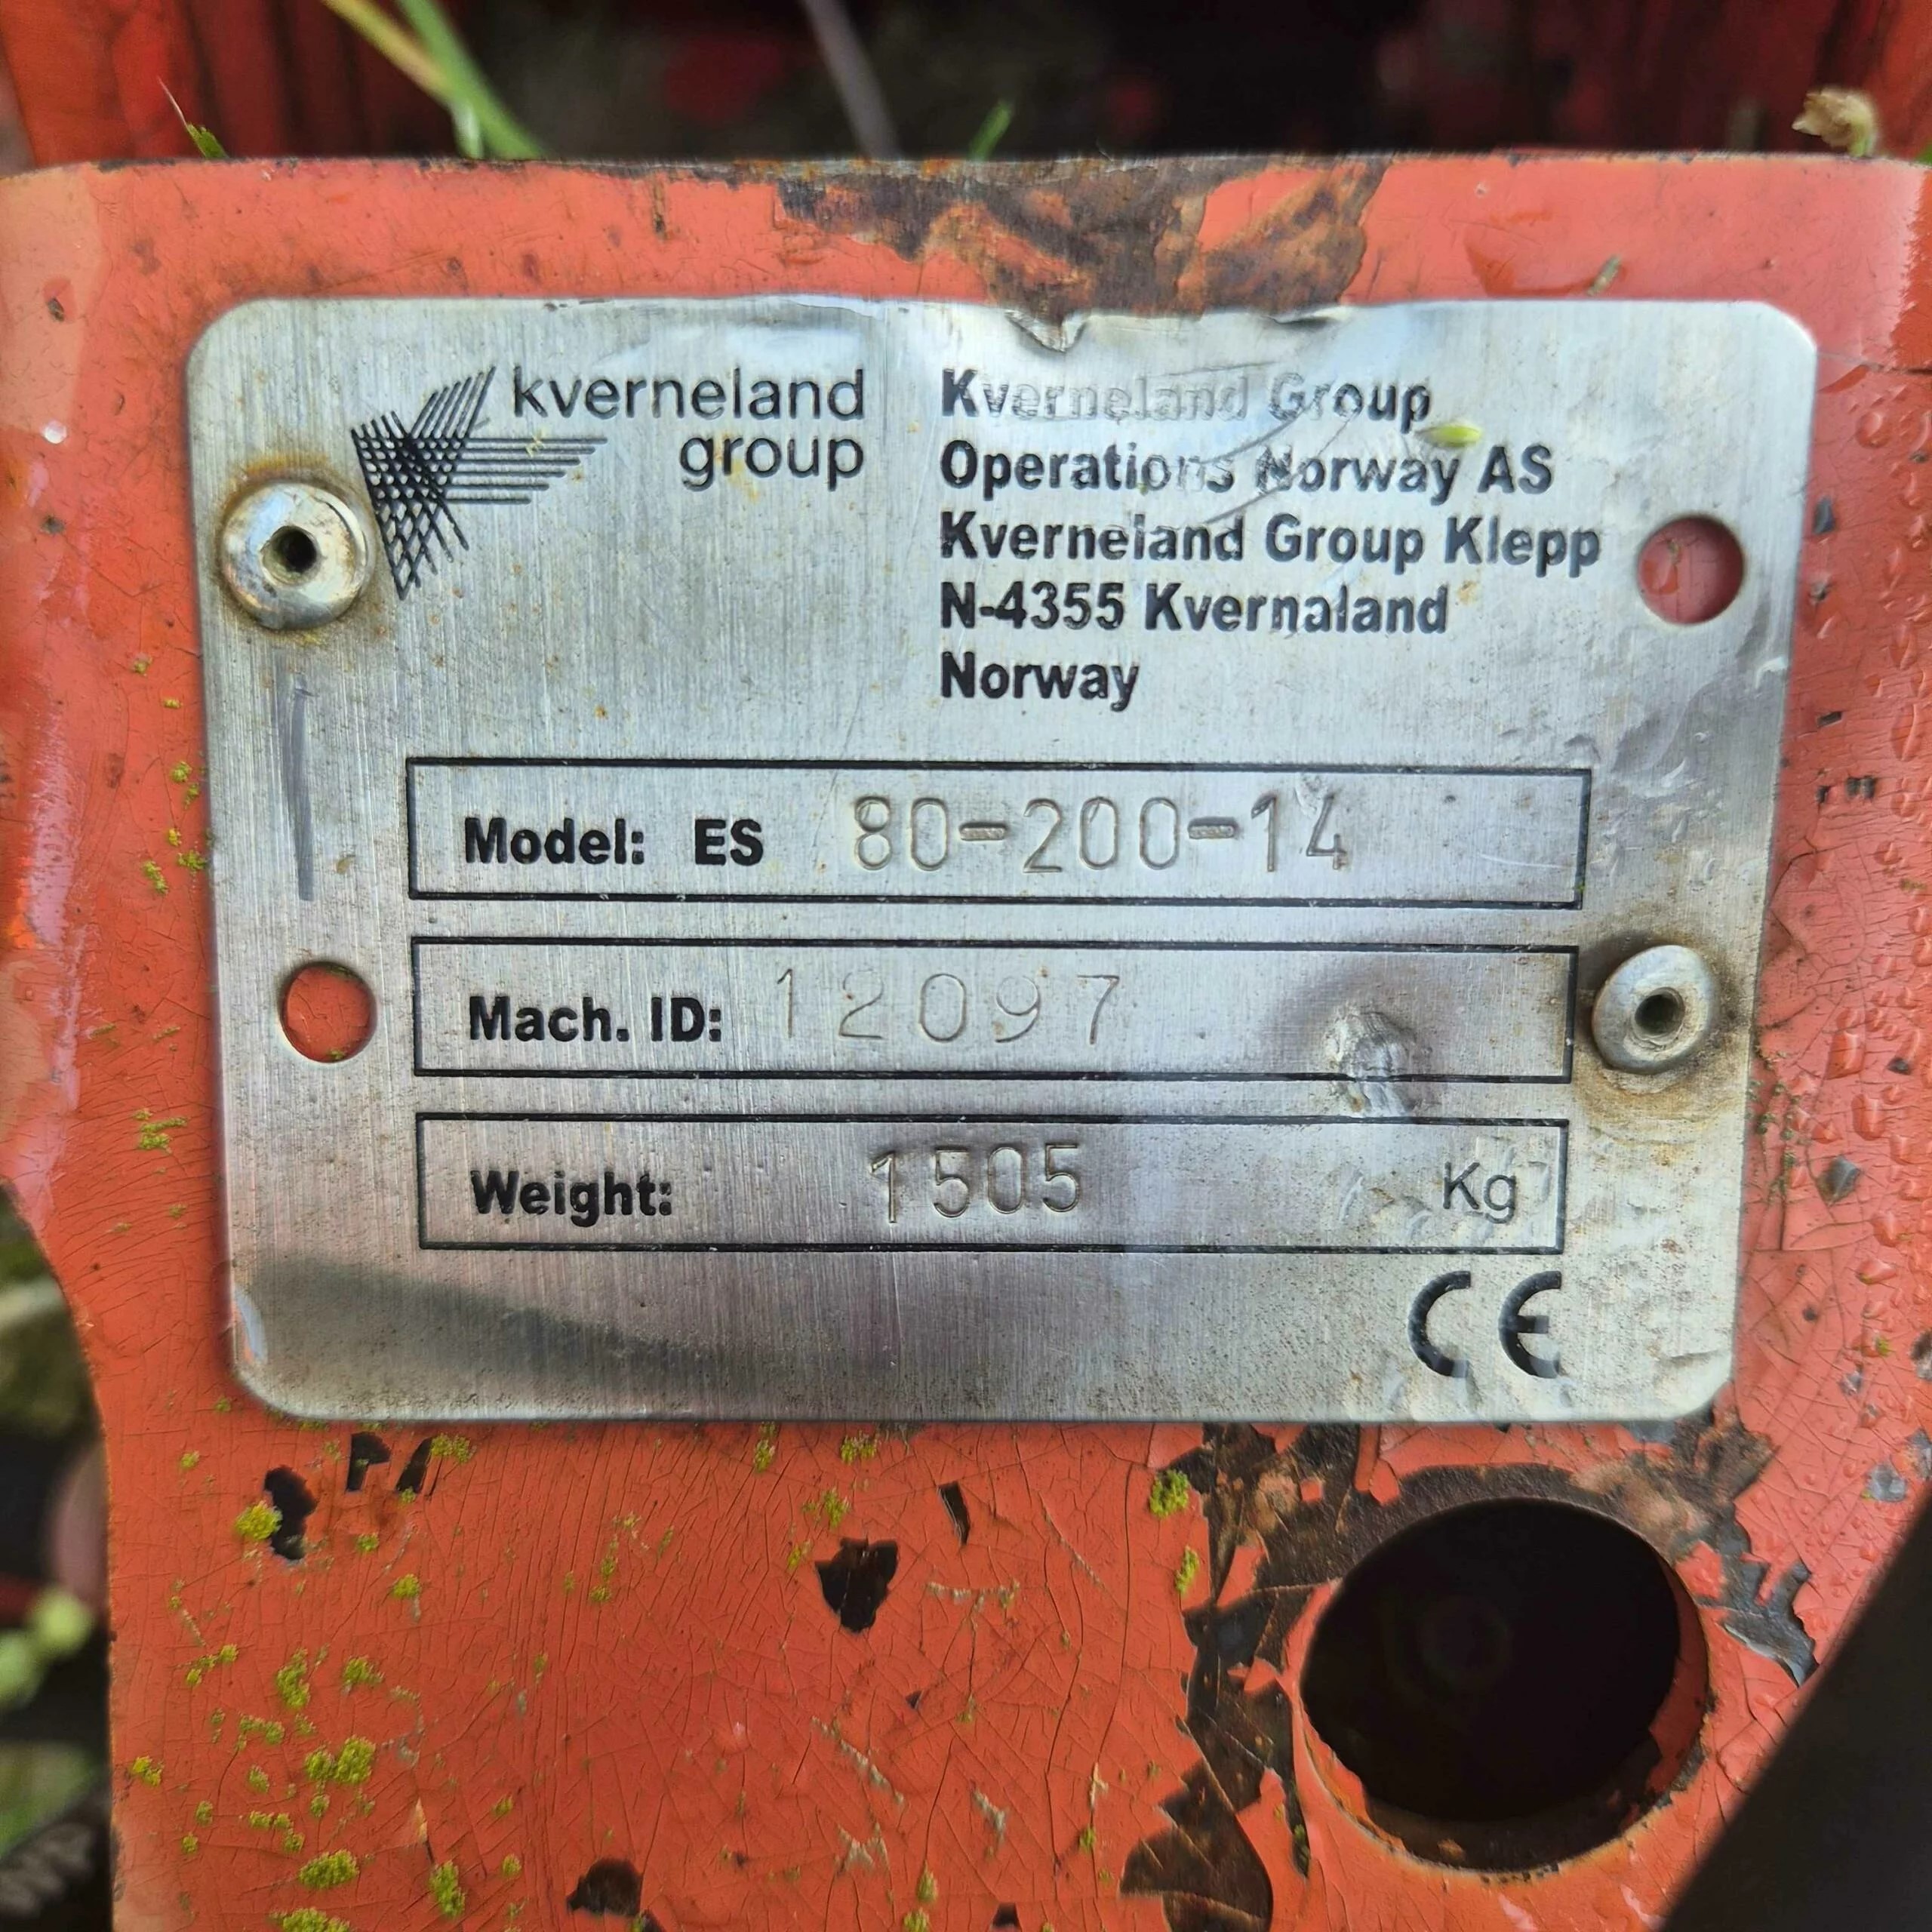 kverneland
group
Kverneland Group
Operations Norway AS
Kverneland Group Klepp
N-4355 Kvernaland
Norway
Model: ES 80-200-14
Mach. ID: 12097
Weight: 1505 Kg
CE